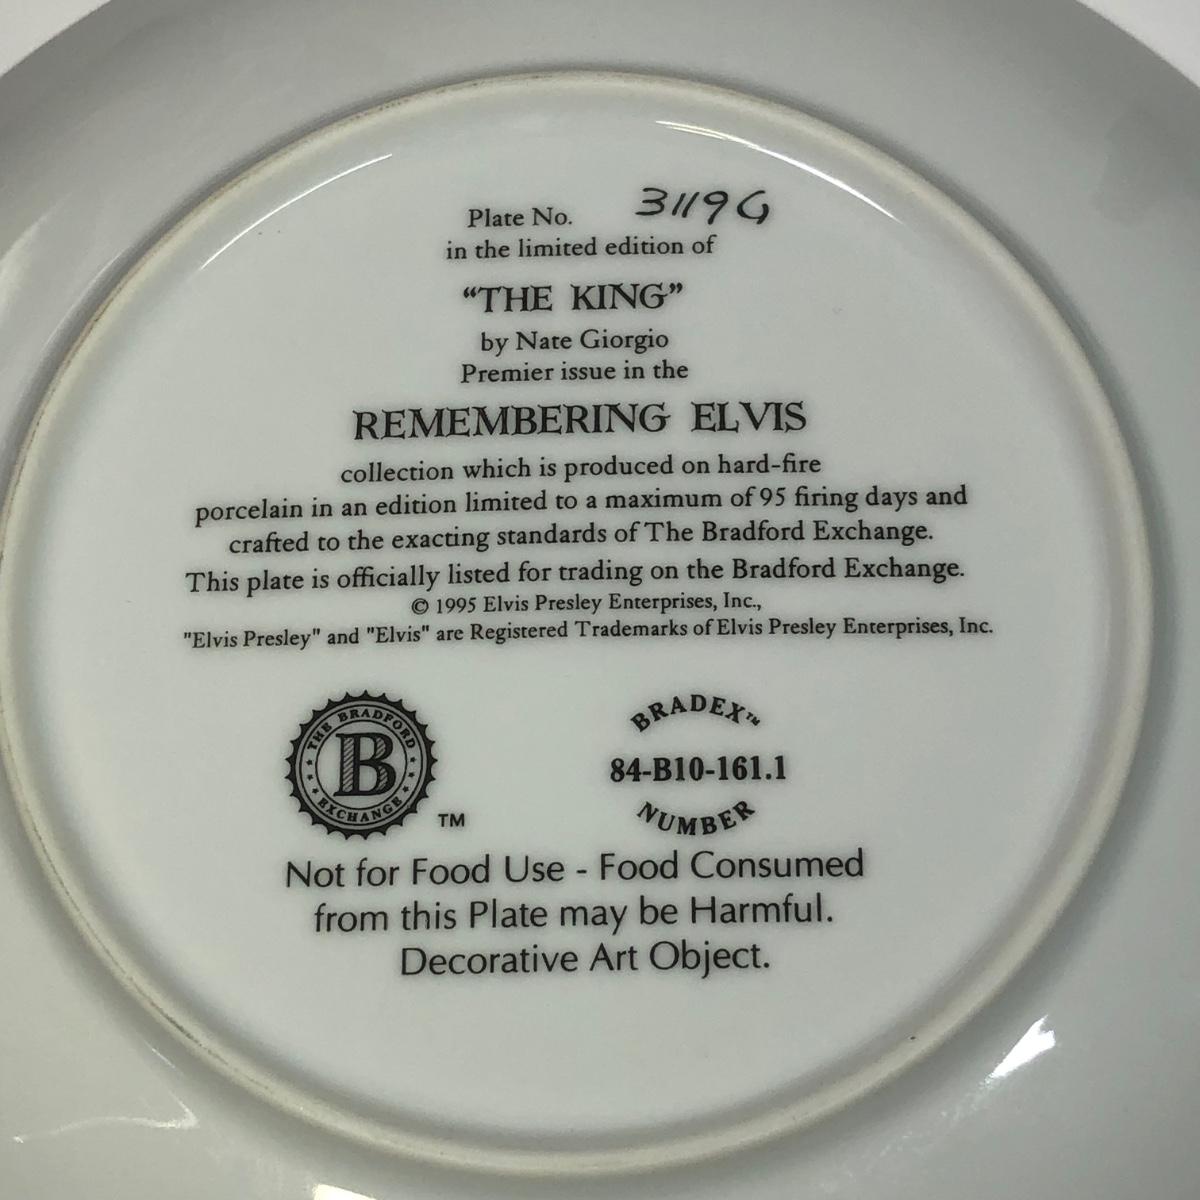 Plate No. 3119G
in the limited edition of
“THE KING”
by Nate Giorgio
Premier issue in the
REMEMBERING ELVIS
collection which is produced on hard-fire
porcelain in an edition limited to a maximum of 95 firing days and
crafted to the exacting standards of The Bradford Exchange.
This plate is officially listed for trading on the Bradford Exchange.
© 1995 Elvis Presley Enterprises, Inc.,
"Elvis Presley" and "Elvis" are Registered Trademarks of Elvis Presley Enterprises, Inc.
THE BRADFORD
B
EXCHANGE
TM
BRADEX™
84-B10-161.1
NUMBER
Not for Food Use - Food Consumed
from this Plate may be Harmful.
Decorative Art Object.